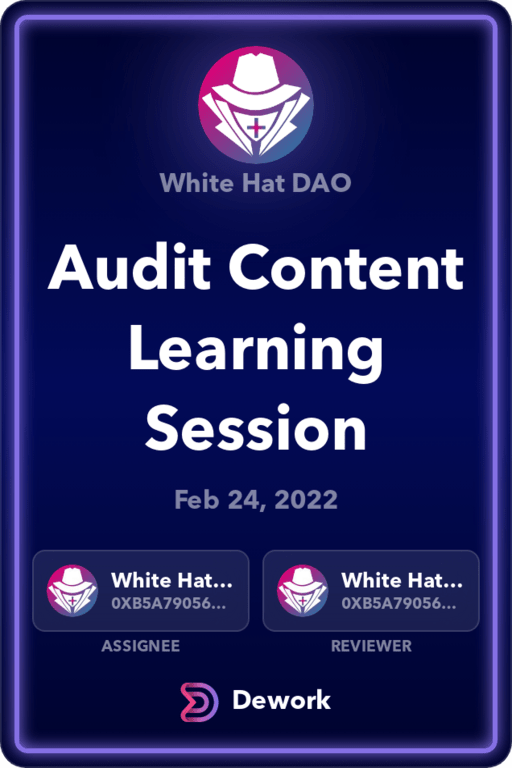 White Hat DAO
Audit Content
Learning
Session
Feb 24, 2022
White Hat...
0XB5A79056...
ASSIGNEE
White Hat...
0XB5A79056...
REVIEWER
Dework